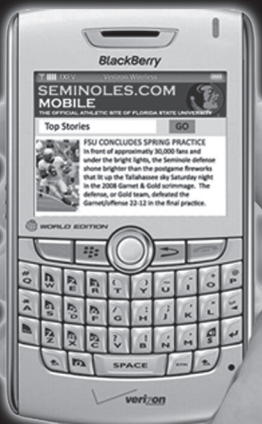 BlackBerry
1XEV Verizon Wireless
SEMINOLES.COM
MOBILE
THE OFFICIAL ATHLETIC SITE OF FLORIDA STATE UNIVERSITY
Top Stories GO
FSU CONCLUDES SPRING PRACTICE
In front of approximatly 30,000 fans and
under the bright lights, the Seminole defense
shone brighter than the postgame fireworks
that lit up the Tallahassee sky Saturday night
in the 2008 Garnet & Gold scrimmage. The
defense, or Gold team, defeated the
Garnet/offense 22-12 in the final practice.
WORLD EDITION
Q W E R T Y U I O P
A S D F G H J K L
Z X C V B N M $
SPACE
verizon